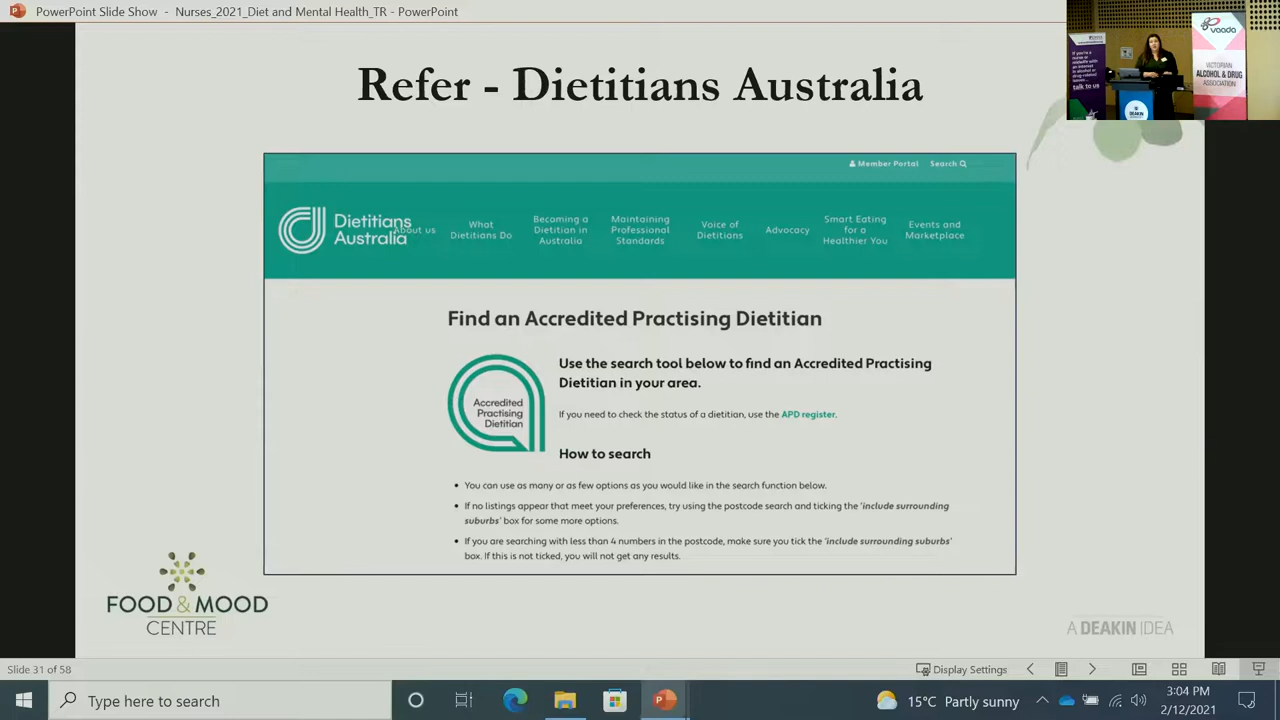 PowerPoint Slide Show - Nurses_2021_Diet and Mental Health_TR - PowerPoint
vaada
VICTORIAN
ALCOHOL & DRUG
ASSOCIATION
talk to us
DEAKIN
Refer - Dietitians Australia
Member Portal Search
Dietitians
Australia
About us
What
Dietitians Do
Becoming a
Dietitian in
Australia
Maintaining
Professional
Standards
Voice of
Dietitians
Advocacy
Smart Eating
for a
Healthier You
Events and
Marketplace
Find an Accredited Practising Dietitian
Accredited
Practising
Dietitian
Use the search tool below to find an Accredited Practising
Dietitian in your area.
If you need to check the status of a dietitian, use the APD register.
How to search
• You can use as many or as few options as you would like in the search function below.
• If no listings appear that meet your preferences, try using the postcode search and ticking the 'include surrounding
suburbs' box for some more options.
• If you are searching with less than 4 numbers in the postcode, make sure you tick the 'include surrounding suburbs'
box. If this is not ticked, you will not get any results.
FOOD & MOOD
CENTRE
A DEAKIN IDEA
Slide 31 of 58
Display Settings
Type here to search
15°C Partly sunny
3:04 PM
2/12/2021